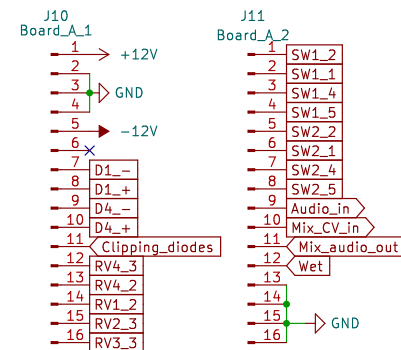 J10
Board_A_1
1 +12V
2
3 GND
4
5 -12V
6
7 D1_-
8 D1_+
9 D4_-
10 D4_+
11 Clipping_diodes
12 RV4_3
13 RV4_2
14 RV1_2
15 RV2_3
16 RV3_3
J11
Board_A_2
1 SW1_2
2 SW1_1
3 SW1_4
4 SW1_5
5 SW2_2
6 SW2_1
7 SW2_4
8 SW2_5
9 Audio_in
10 Mix_CV_in
11 Mix_audio_out
12 Wet
13
14
15 GND
16